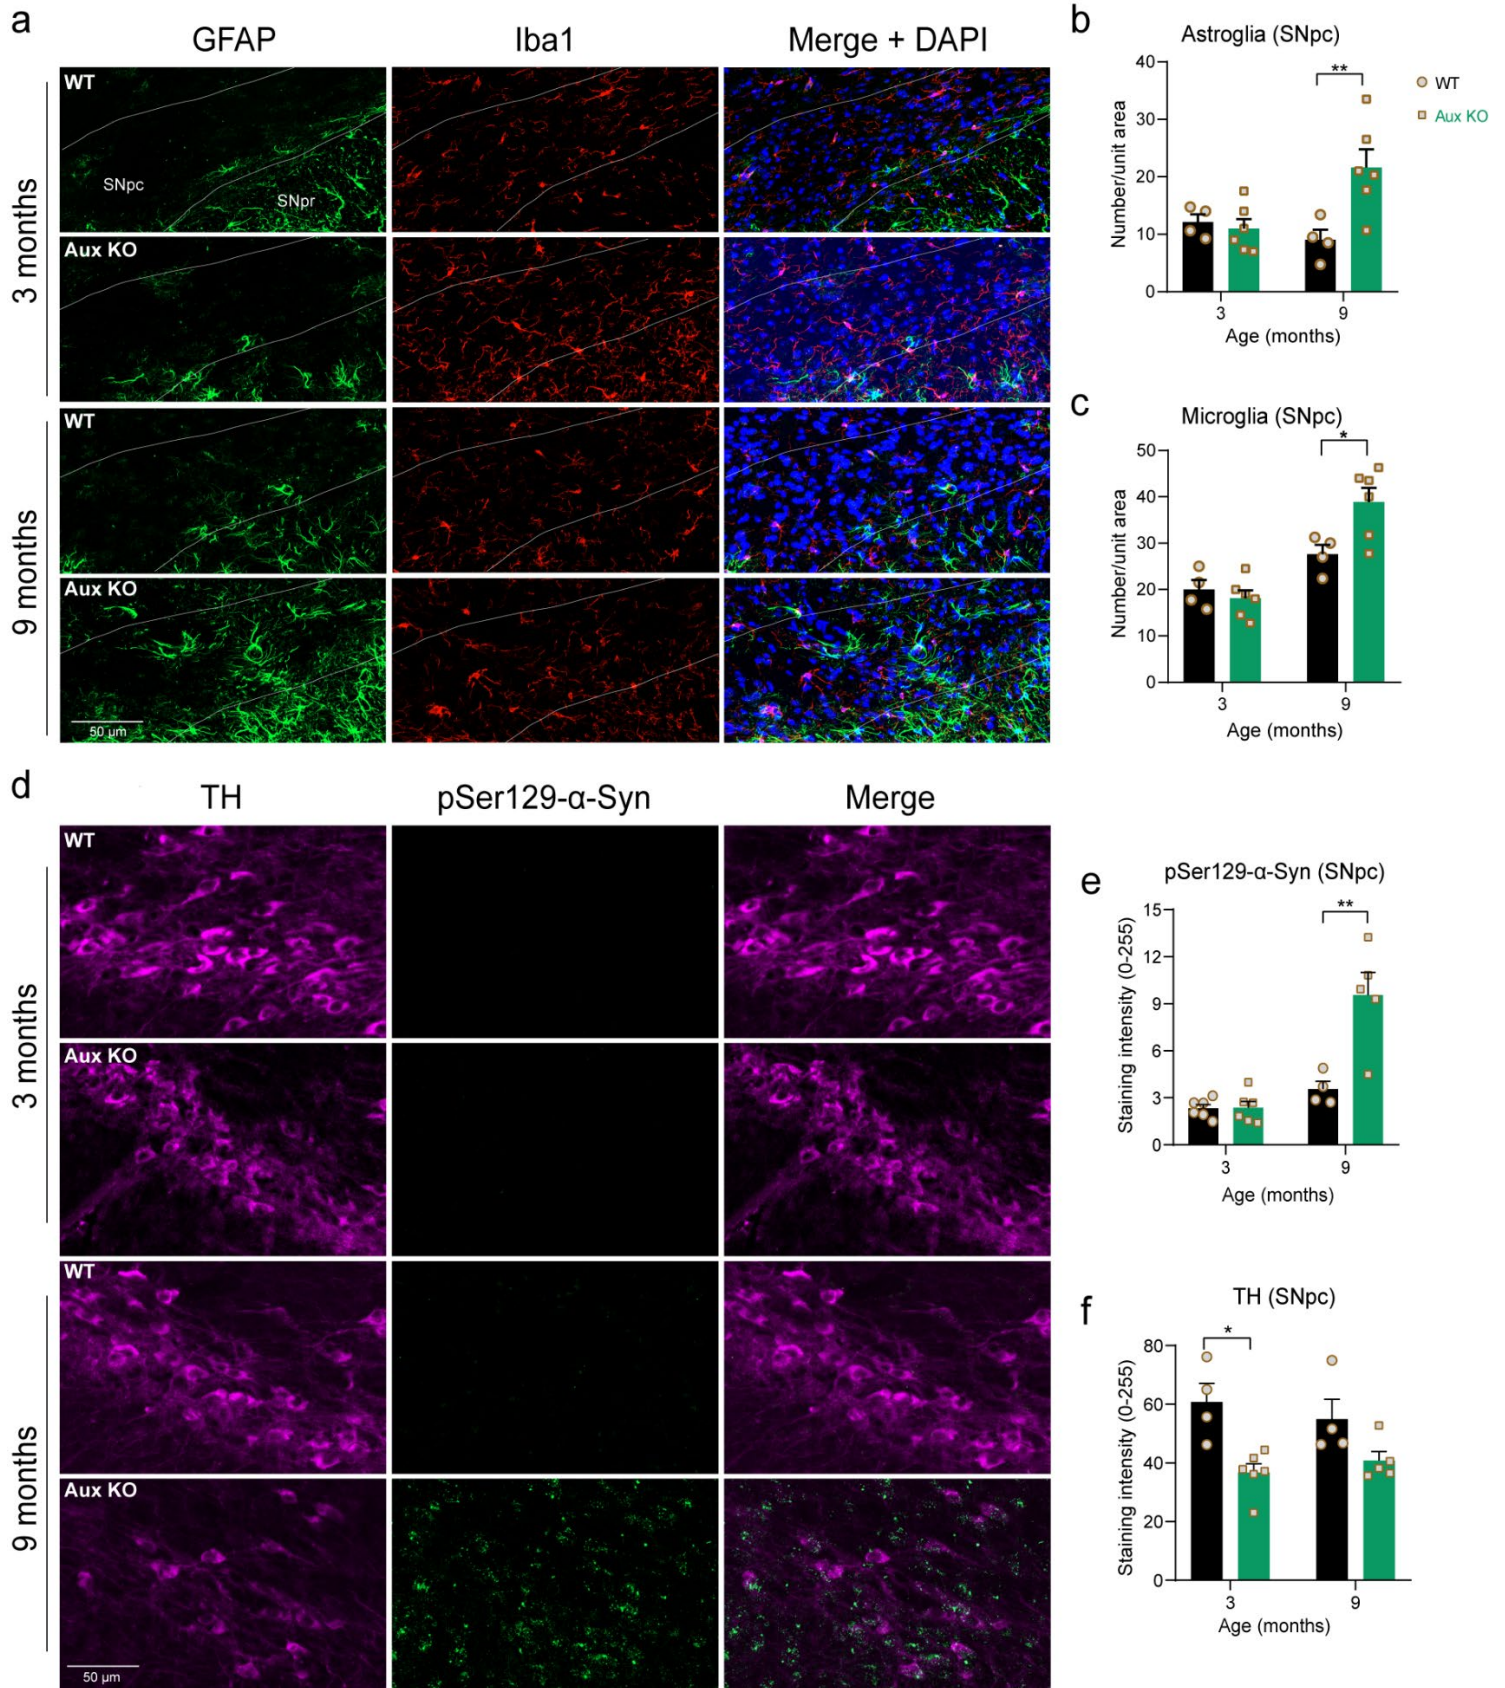 a
GFAP
Iba1
Merge + DAPI
3 months
WT
SNpc
SNpr
Aux KO
9 months
WT
Aux KO
50 µm
b
Astroglia (SNpc)
Number/unit area
40
30
20
10
0
**
3
9
Age (months)
WT
Aux KO
c
Microglia (SNpc)
Number/unit area
50
40
30
20
10
0
*
3
9
Age (months)
d
TH
pSer129-α-Syn
Merge
3 months
WT
Aux KO
9 months
WT
Aux KO
50 µm
e
pSer129-α-Syn (SNpc)
Staining intensity (0-255)
15
12
9
6
3
0
**
3
9
Age (months)
f
TH (SNpc)
Staining intensity (0-255)
80
60
40
20
0
*
3
9
Age (months)